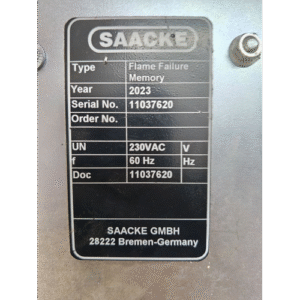 SAACKE
Type Flame Failure
Memory
Year 2023
Serial No. 11037620
Order No.
UN 230VAC V
f 60 Hz Hz
Doc 11037620
SAACKE GMBH
28222 Bremen-Germany